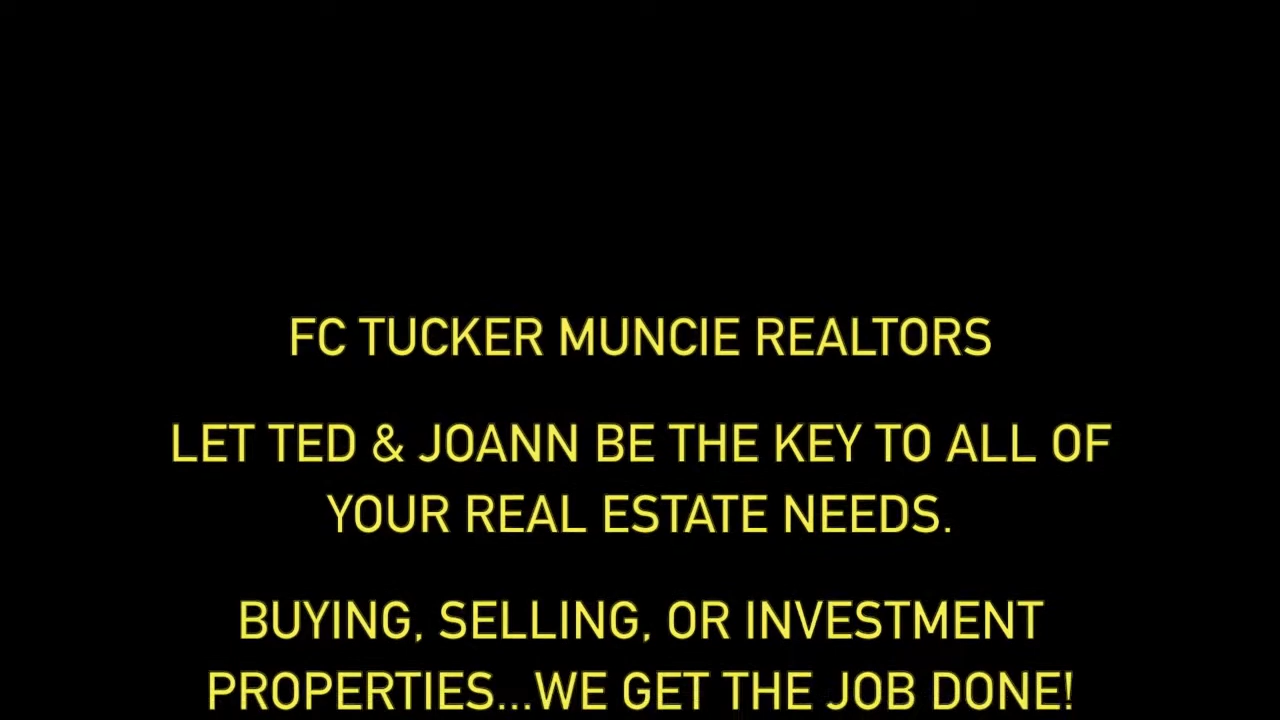 FC TUCKER MUNCIE REALTORS
LET TED & JOANN BE THE KEY TO ALL OF
YOUR REAL ESTATE NEEDS.
BUYING, SELLING, OR INVESTMENT
PROPERTIES...WE GET THE JOB DONE!